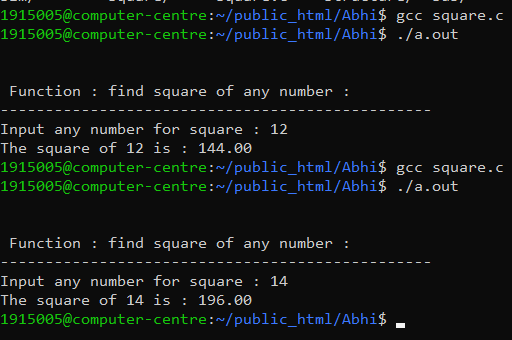 1915005@computer-centre:~/public_html/Abhi$ gcc square.c
1915005@computer-centre:~/public_html/Abhi$ ./a.out
Function : find square of any number :
------------------------------------------------
Input any number for square : 12
The square of 12 is : 144.00
1915005@computer-centre:~/public_html/Abhi$ gcc square.c
1915005@computer-centre:~/public_html/Abhi$ ./a.out
Function : find square of any number :
------------------------------------------------
Input any number for square : 14
The square of 14 is : 196.00
1915005@computer-centre:~/public_html/Abhi$